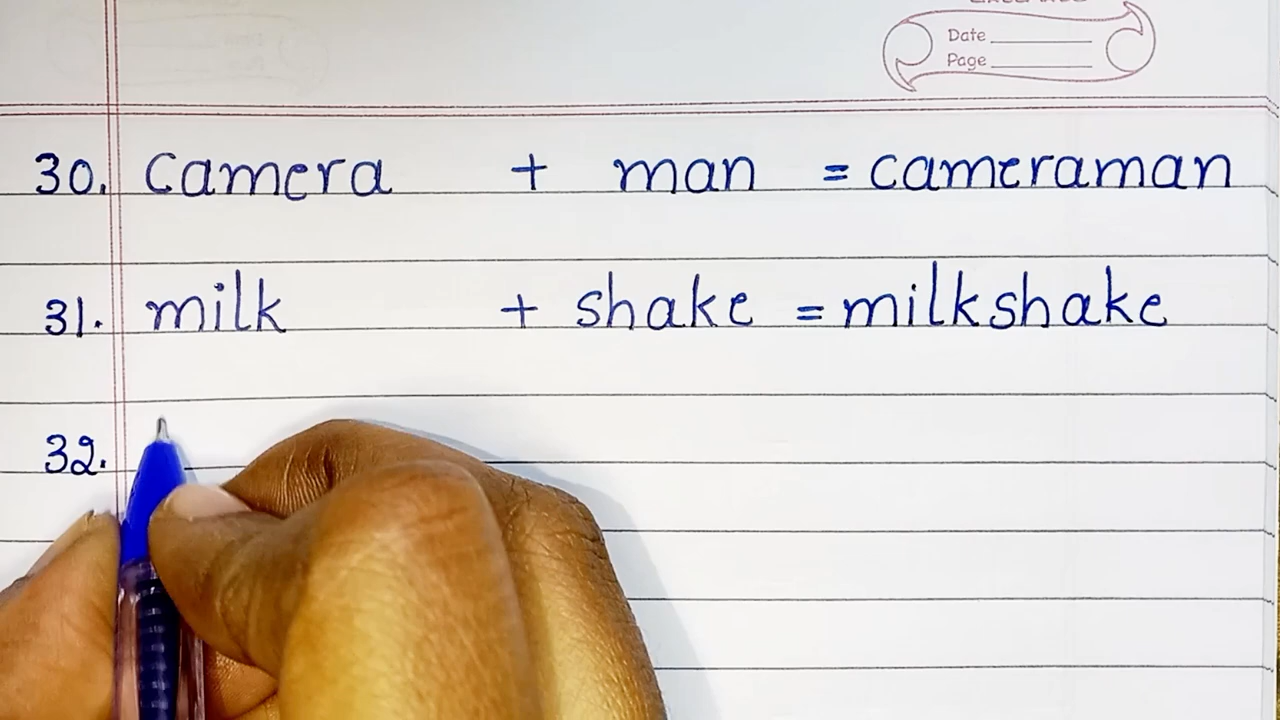 Date
Page
30. Camera + man = cameraman
31. milk + shake = milkshake
32.